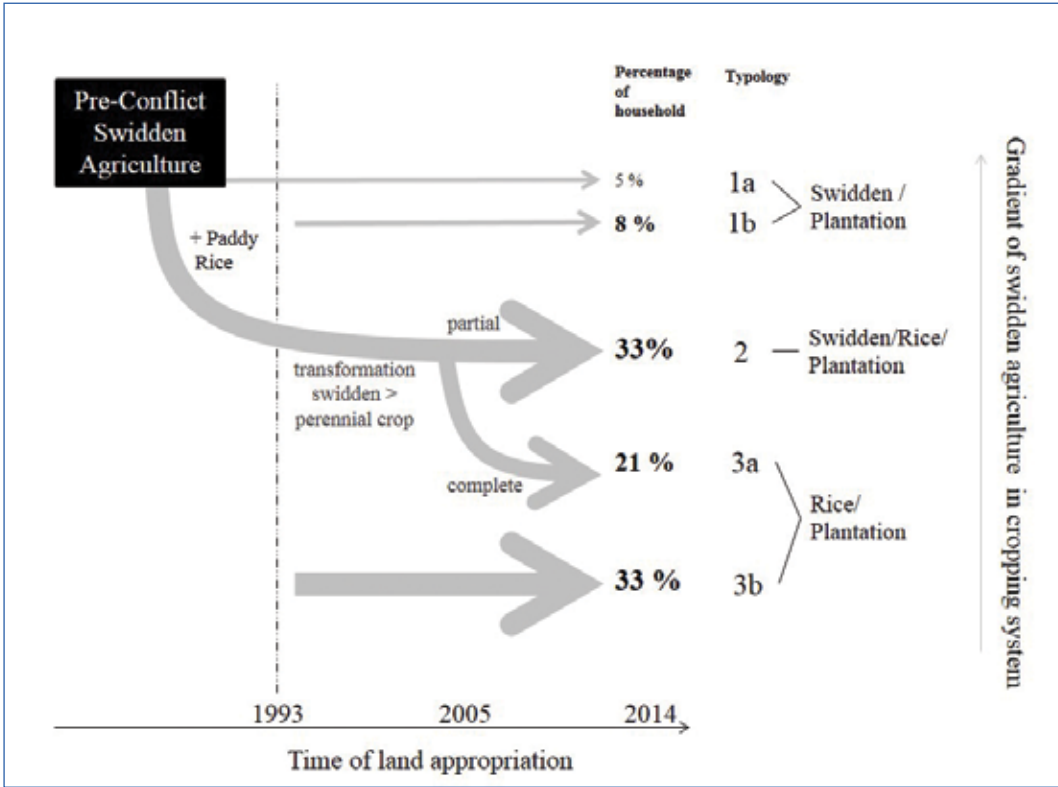 Pre-Conflict
Swidden
Agriculture
Percentage
of
household
Typology
5 %
1a
8 %
1b
Swidden /
Plantation
+ Paddy
Rice
partial
33%
2
Swidden/Rice/
Plantation
transformation
swidden >
perennial crop
complete
21 %
3a
Rice/
Plantation
33 %
3b
Gradient of swidden agriculture in cropping system
1993
2005
2014
Time of land appropriation